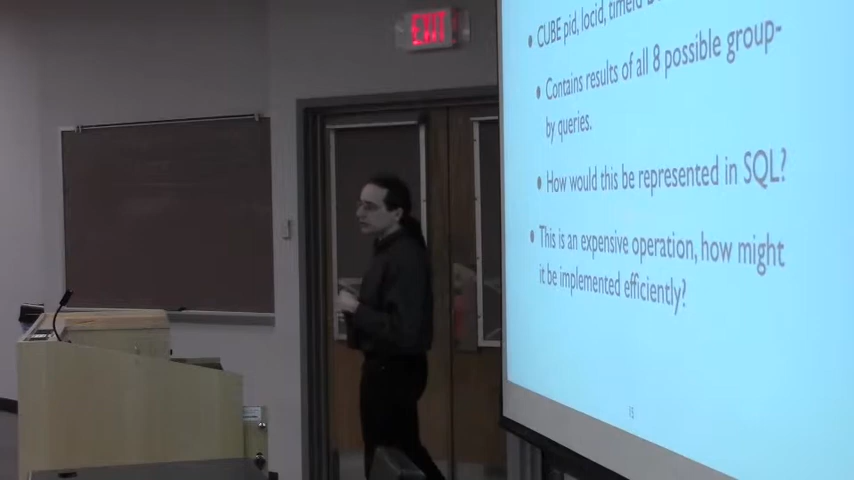 EXIT
• CUBE pid, locid, timeid
• Contains results of all 8 possible group-
by queries.
• How would this be represented in SQL?
• This is an expensive operation, how might
it be implemented efficiently?
15